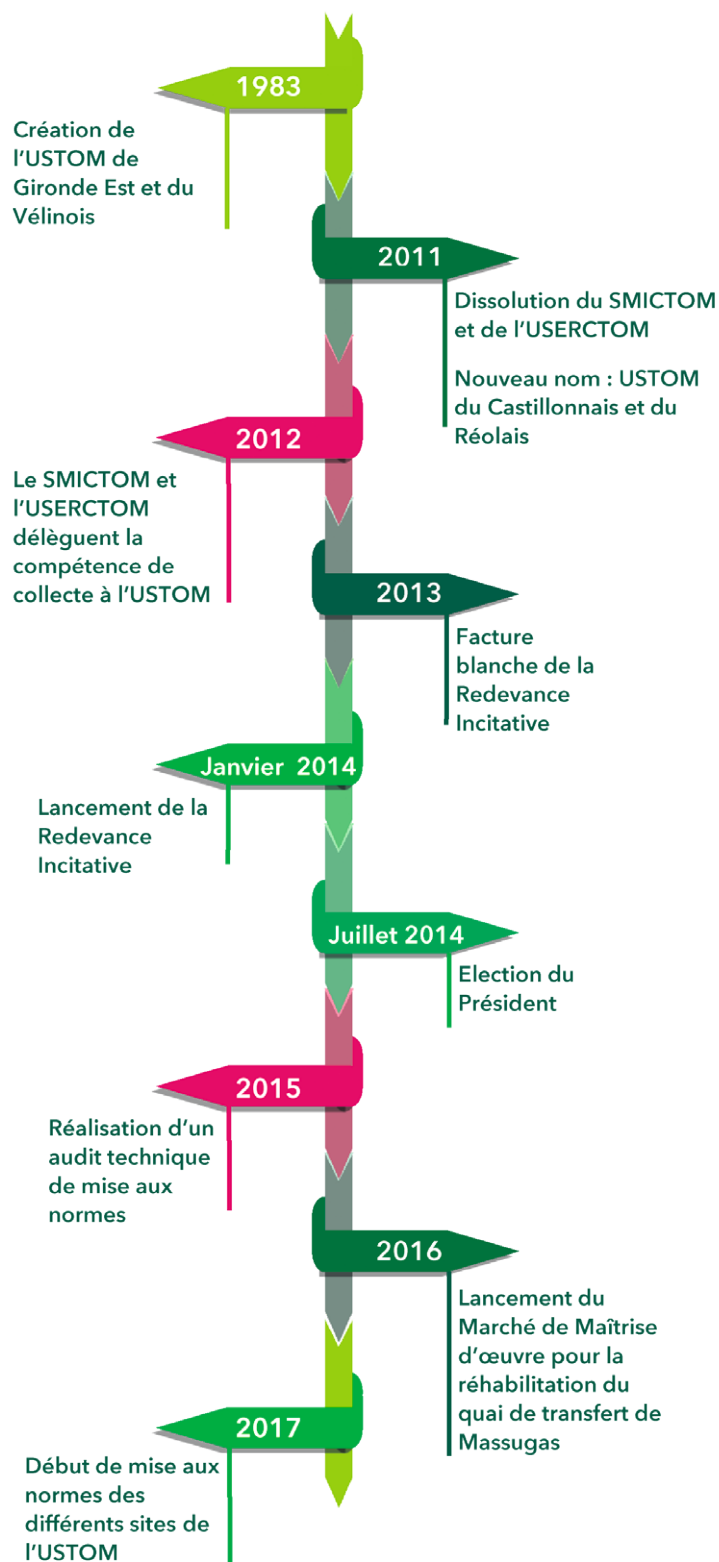 1983
Création de
l'USTOM de
Gironde Est et du
Vélinois
2011
Dissolution du SMICTOM
et de l'USERCTOM
Nouveau nom : USTOM
du Castillonnais et du
Réolais
2012
Le SMICTOM et
l'USERCTOM
délèguent la
compétence de
collecte à l'USTOM
2013
Facture
blanche de la
Redevance
Incitative
Janvier 2014
Lancement de la
Redevance
Incitative
Juillet 2014
Election du
Président
2015
Réalisation d'un
audit technique
de mise aux
normes
2016
Lancement du
Marché de Maîtrise
d'œuvre pour la
réhabilitation du
quai de transfert de
Massugas
2017
Début de mise aux
normes des
différents sites de
l'USTOM